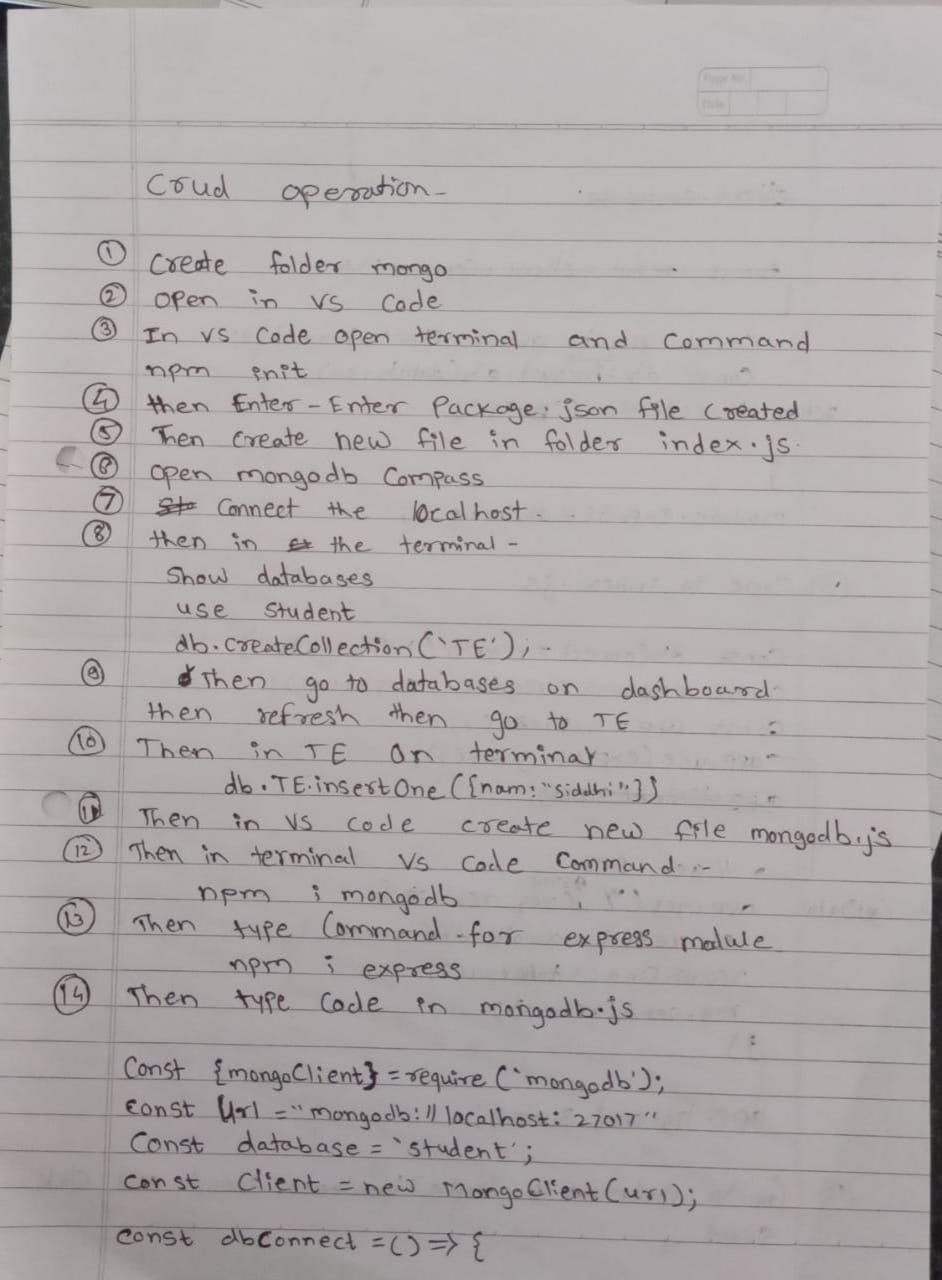 Page No
Date
Crud operation-
① Create folder mongo
② open in vs code
③ In vs code open terminal and command
npm init
④ then Enter-Enter Package.json file created
⑤ Then create new file in folder index.js.
⑥ open mongodb Compass
⑦ Connect the localhost.
⑧ then in the terminal -
Show databases
use student
db.createCollection('TE');
⑨ Then go to databases on dashboard
then refresh then go to TE
⑩ Then in TE on terminal
db.TE.insertOne({nam:"siddhi"})
⑪ Then in VS code create new file mongodb.js
⑫ Then in terminal vs code command -
npm i mongodb
⑬ Then type Command for express module
npm i express
⑭ Then type code in mongodb.js
Const {mongoClient} = require('mongodb');
const Url = "mongodb://localhost:27017"
Const database = 'student';
const Client = new MongoClient(url);
const dbConnect = () => {